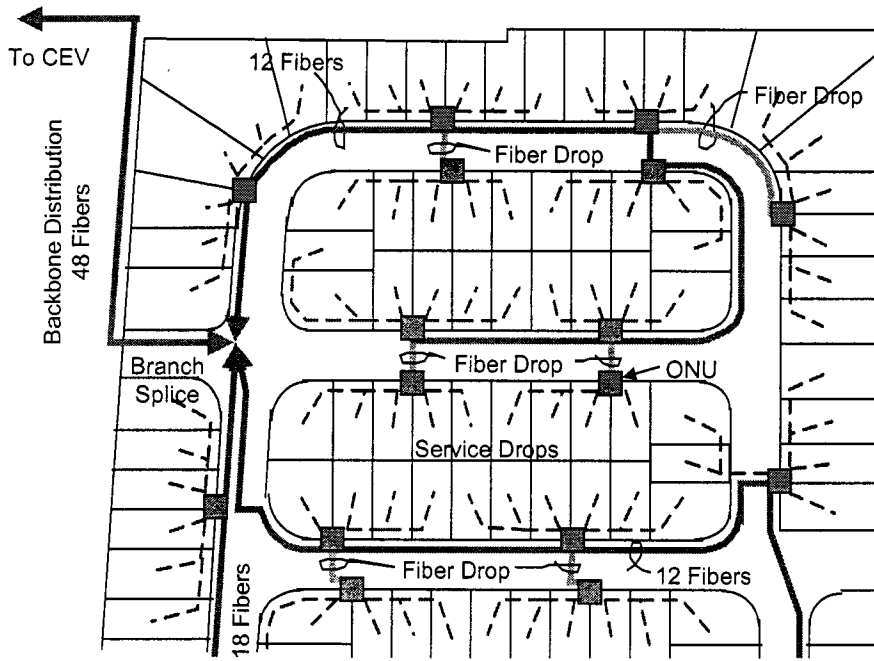 To CEV
12 Fibers
Fiber Drop
Fiber Drop
Backbone Distribution
48 Fibers
Branch
Splice
Fiber Drop
ONU
Service Drops
Fiber Drop
12 Fibers
18 Fibers